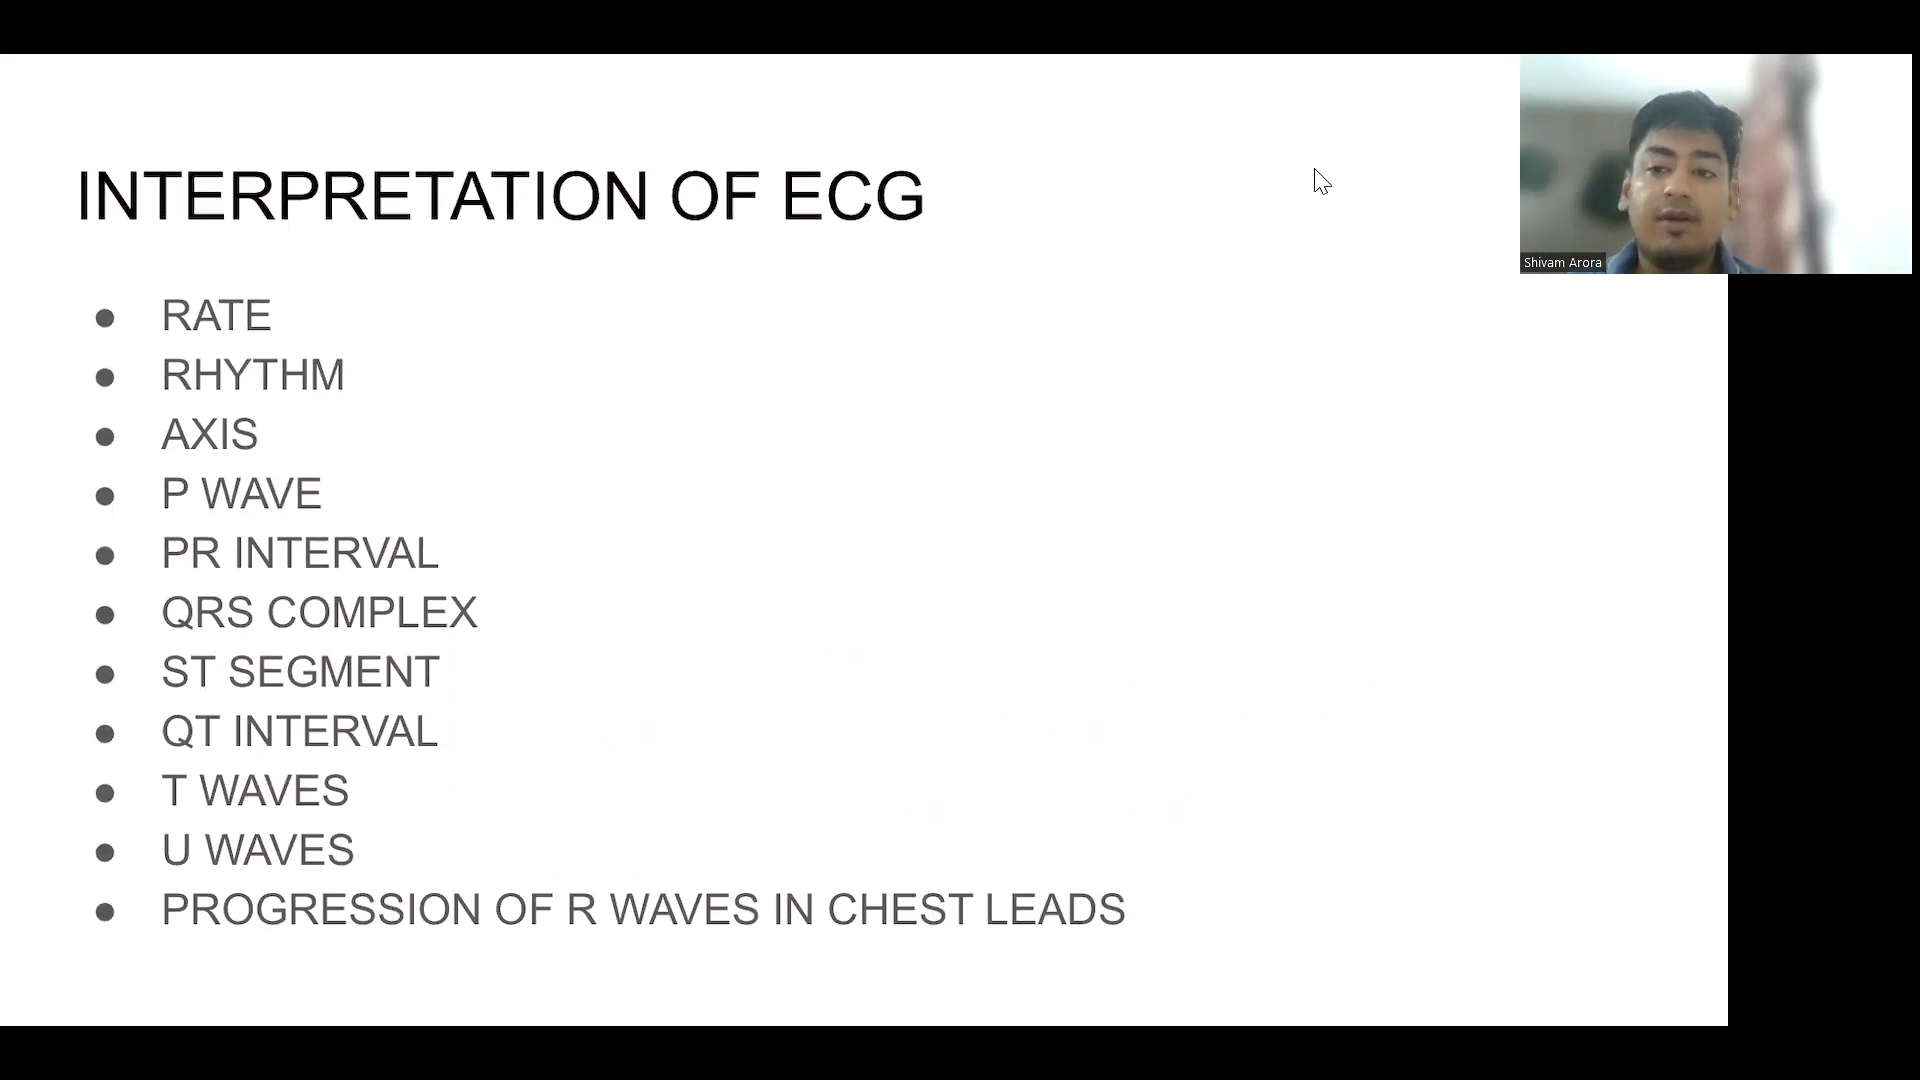 INTERPRETATION OF ECG
● RATE
● RHYTHM
● AXIS
● P WAVE
● PR INTERVAL
● QRS COMPLEX
● ST SEGMENT
● QT INTERVAL
● T WAVES
● U WAVES
● PROGRESSION OF R WAVES IN CHEST LEADS
Shivam Arora